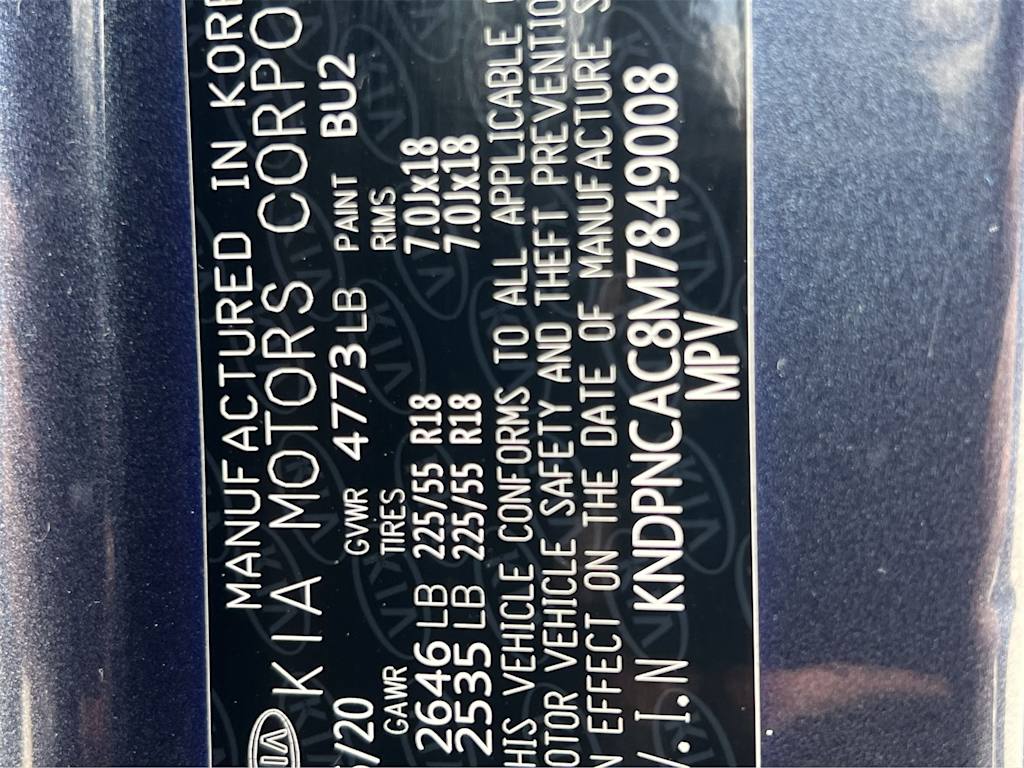 MANUFACTURED IN KORE
KIA KIA MOTORS CORPO
/20 GVWR 4773 LB PAINT BU2
GAWR TIRES RIMS
2646 LB 225/55 R18 7.0Jx18
2535 LB 225/55 R18 7.0Jx18
HIS VEHICLE CONFORMS TO ALL APPLICABLE
OTOR VEHICLE SAFETY AND THEFT PREVENTIO
N EFFECT ON THE DATE OF MANUFACTURE S
V.I.N KNDPNCAC8M7849008
MPV